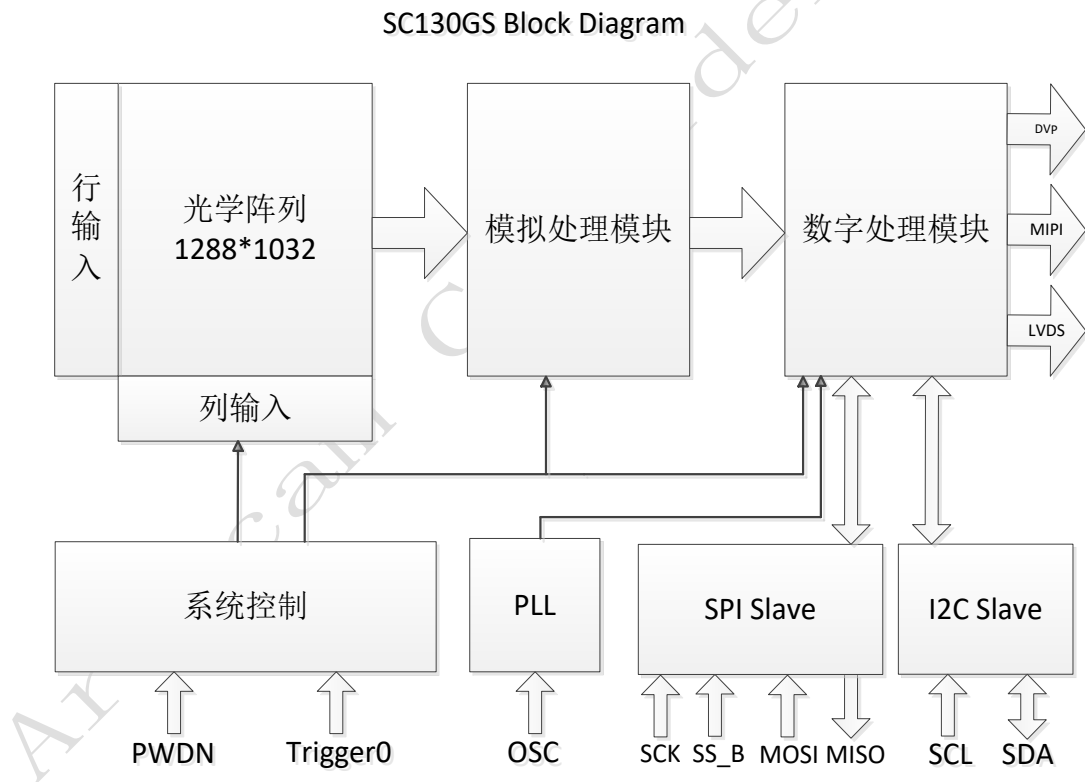 SC130GS Block Diagram
行输入
光学阵列
1288*1032
模拟处理模块
数字处理模块
DVP
MIPI
LVDS
列输入
系统控制
PLL
SPI Slave
I2C Slave
PWDN
Trigger0
OSC
SCK
SS_B
MOSI
MISO
SCL
SDA